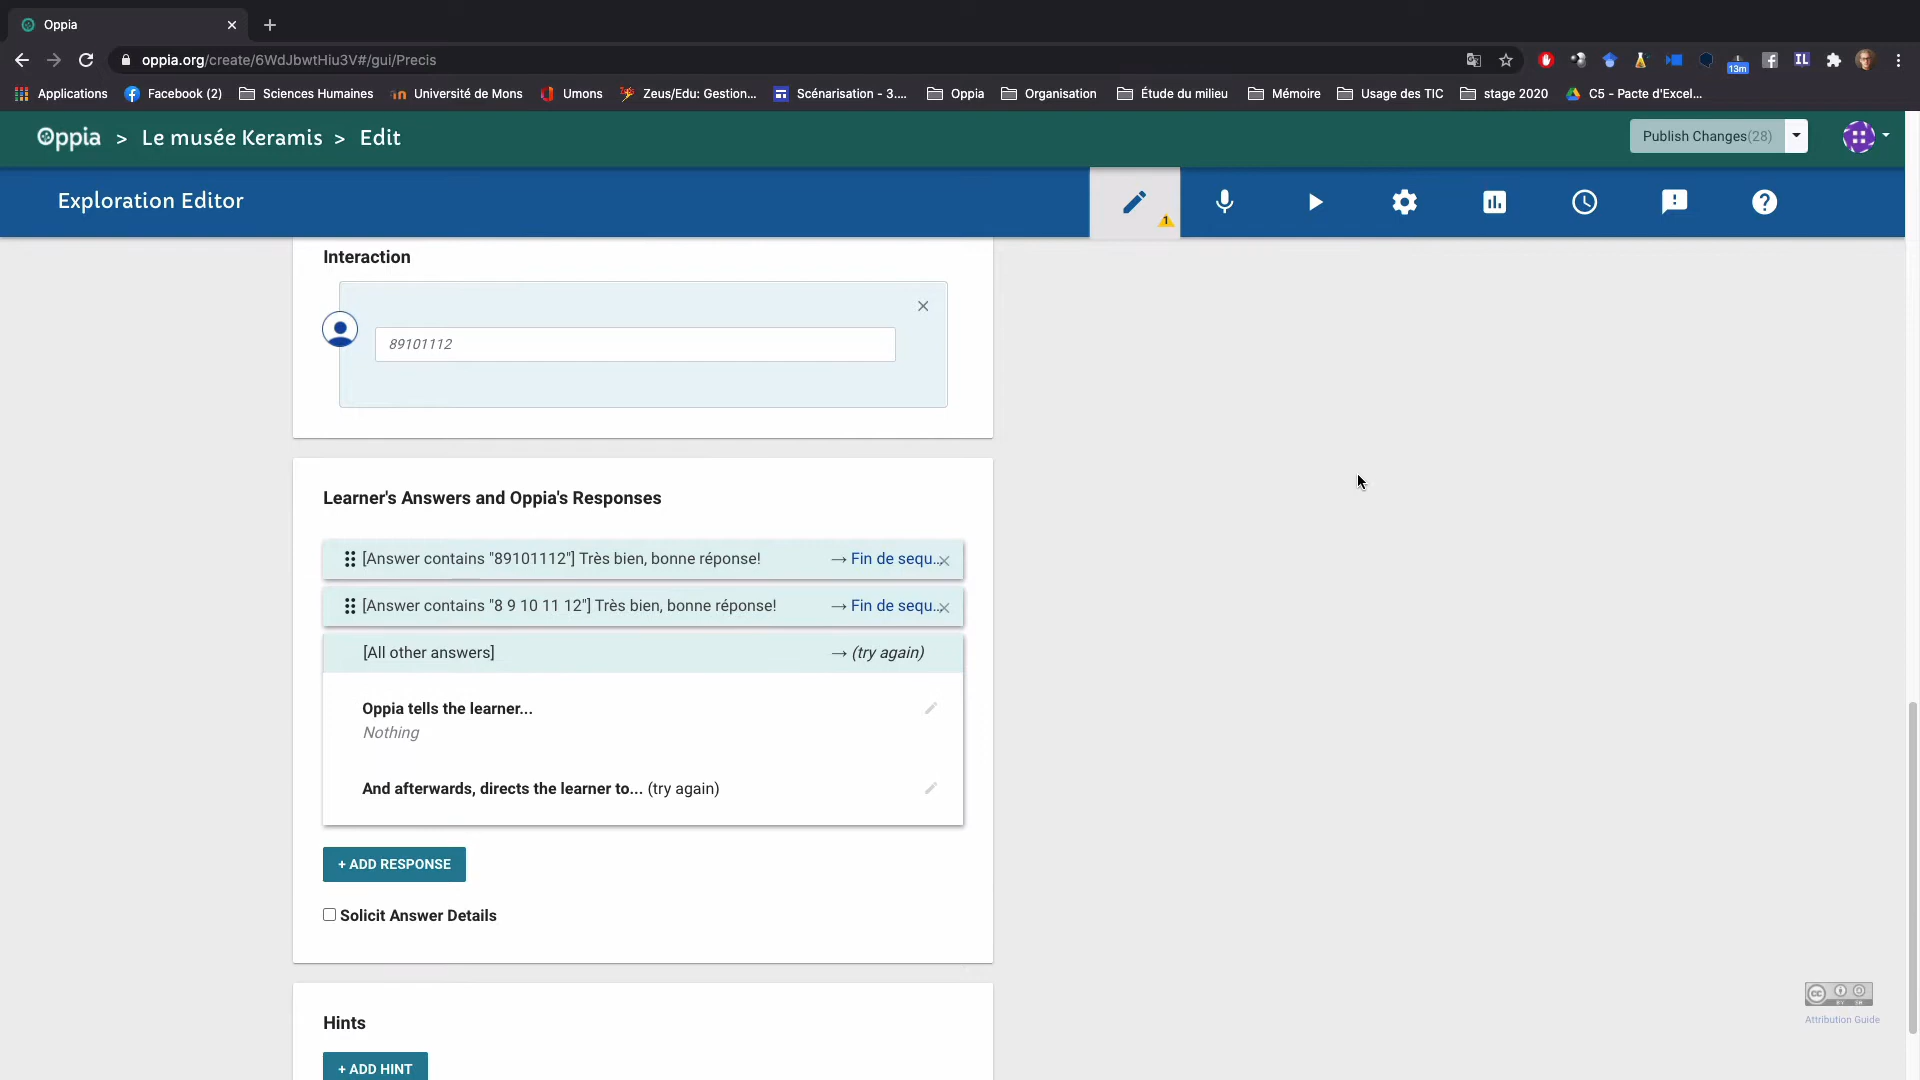 Oppia
oppia.org/create/6WdJbwtHiu3V#/gui/Precis
13m
IL
Applications Facebook (2) Sciences Humaines Université de Mons Umons Zeus/Edu: Gestion... Scénarisation - 3.... Oppia Organisation Étude du milieu Mémoire Usage des TIC stage 2020 C5 - Pacte d'Excel...
Oppia > Le musée Keramis > Edit
Publish Changes(28)
Exploration Editor
1
Interaction
89101112
Learner's Answers and Oppia's Responses
[Answer contains "89101112"] Très bien, bonne réponse! → Fin de sequ...
[Answer contains "8 9 10 11 12"] Très bien, bonne réponse! → Fin de sequ...
[All other answers] → (try again)
Oppia tells the learner...
Nothing
And afterwards, directs the learner to... (try again)
+ ADD RESPONSE
Solicit Answer Details
Attribution Guide
Hints
+ ADD HINT